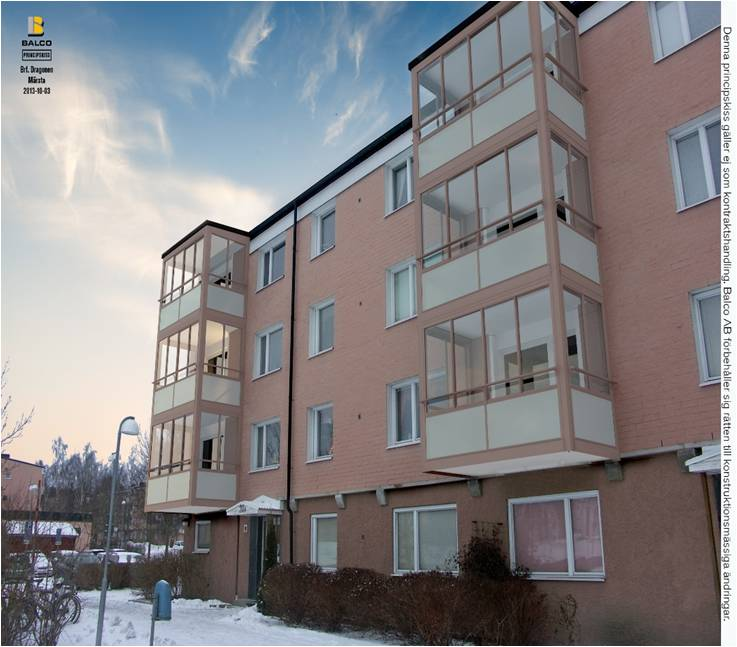 BALCO
PRINCIPSKISS
Brf. Dragonen
Märsta
2013-10-03
Denna principskiss gäller ej som kontraktshandling. Balco AB förbehåller sig rätten till konstruktionsmässiga ändringar.